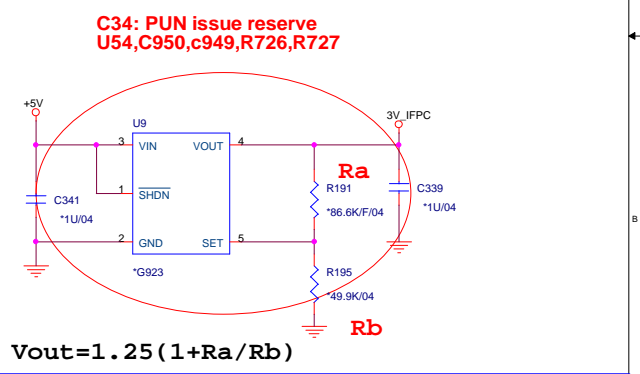 C34: PUN issue reserve
U54,C950,c949,R726,R727
+5V
U9
3V_IFPC
3
VIN
VOUT
4
Ra
C341
*1U/04
1
SHDN
R191
*86.6K/F/04
C339
*1U/04
2
GND
SET
5
B
*G923
R195
*49.9K/04
Rb
Vout=1.25(1+Ra/Rb)